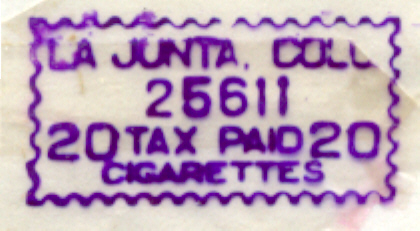 LA JUNTA, COLO
25611
20 TAX PAID 20
CIGARETTES